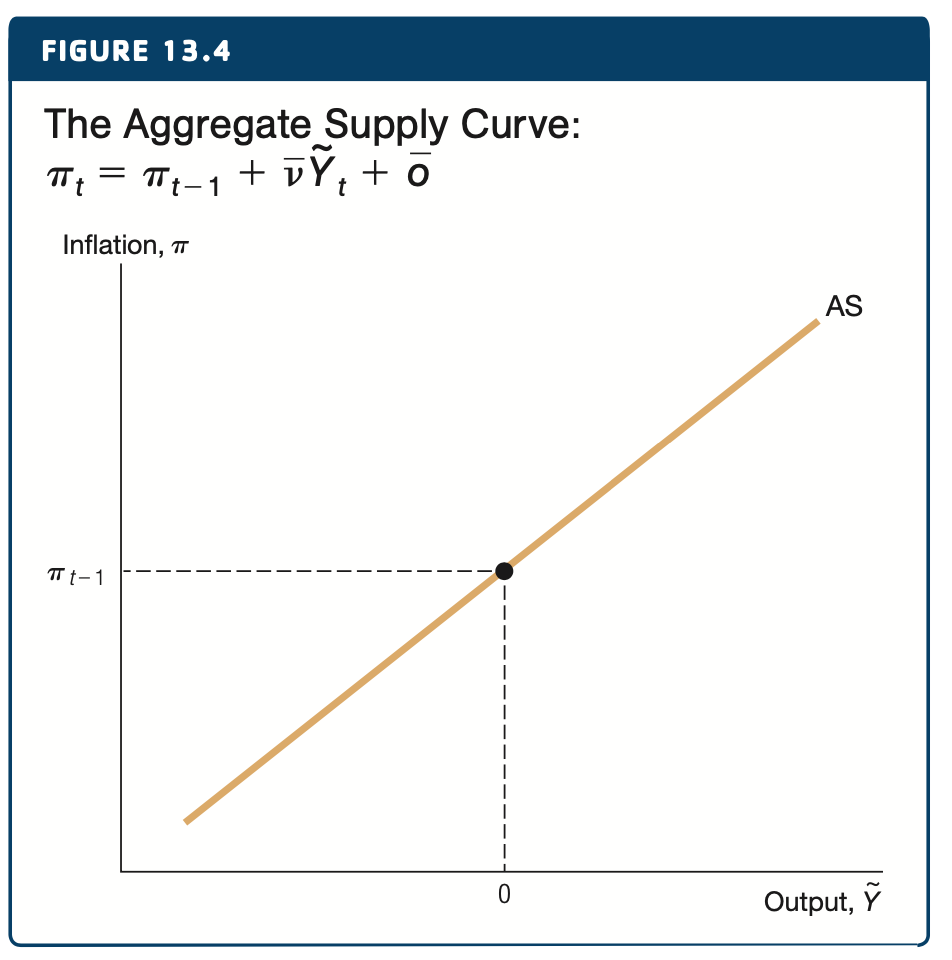 FIGURE 13.4
The Aggregate Supply Curve:
πₜ = πₜ₋₁ + ν̄Ỹₜ + ō
Inflation, π
AS
πₜ₋₁
0
Output, Ỹ